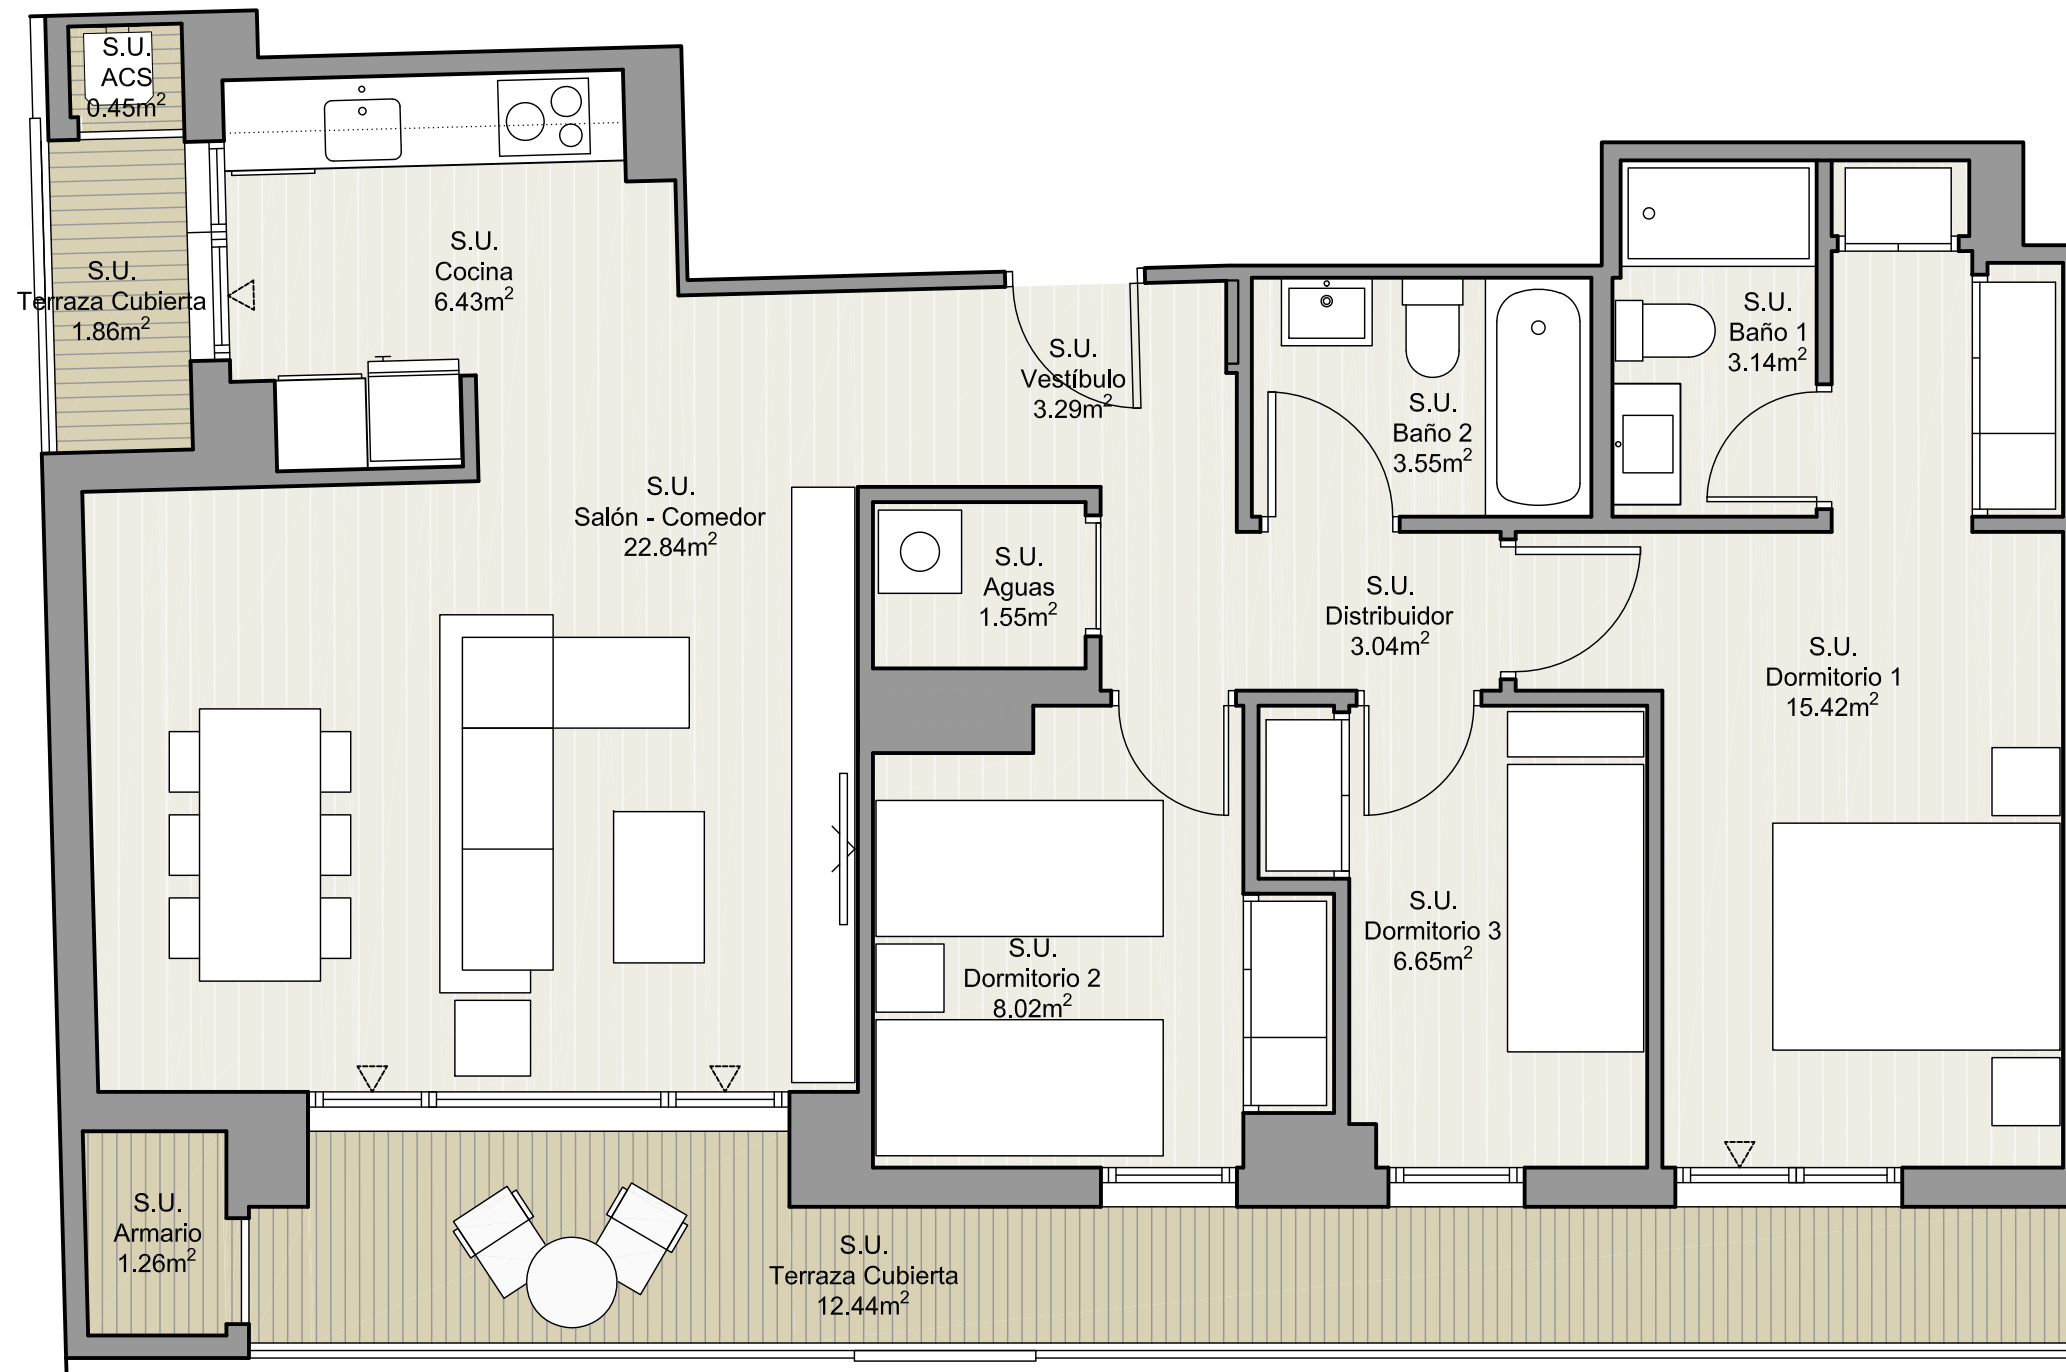 S.U.
ACS
0.45m²
S.U.
Terraza Cubierta
1.86m²
S.U.
Cocina
6.43m²
S.U.
Vestíbulo
3.29m²
S.U.
Baño 2
3.55m²
S.U.
Baño 1
3.14m²
S.U.
Salón - Comedor
22.84m²
S.U.
Aguas
1.55m²
S.U.
Distribuidor
3.04m²
S.U.
Dormitorio 1
15.42m²
S.U.
Dormitorio 2
8.02m²
S.U.
Dormitorio 3
6.65m²
S.U.
Armario
1.26m²
S.U.
Terraza Cubierta
12.44m²